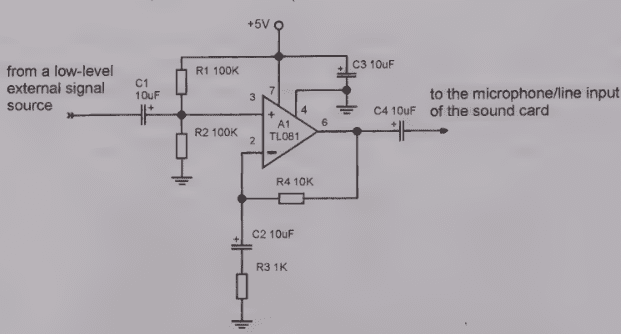 +5V
from a low-level
external signal
source
C1
10uF
+
R1 100K
R2 100K
+
C3 10uF
7
3
4
+
A1
TL081
6
2
C4 10uF
+
to the microphone/line input
of the sound card
R4 10K
+
C2 10uF
R3 1K